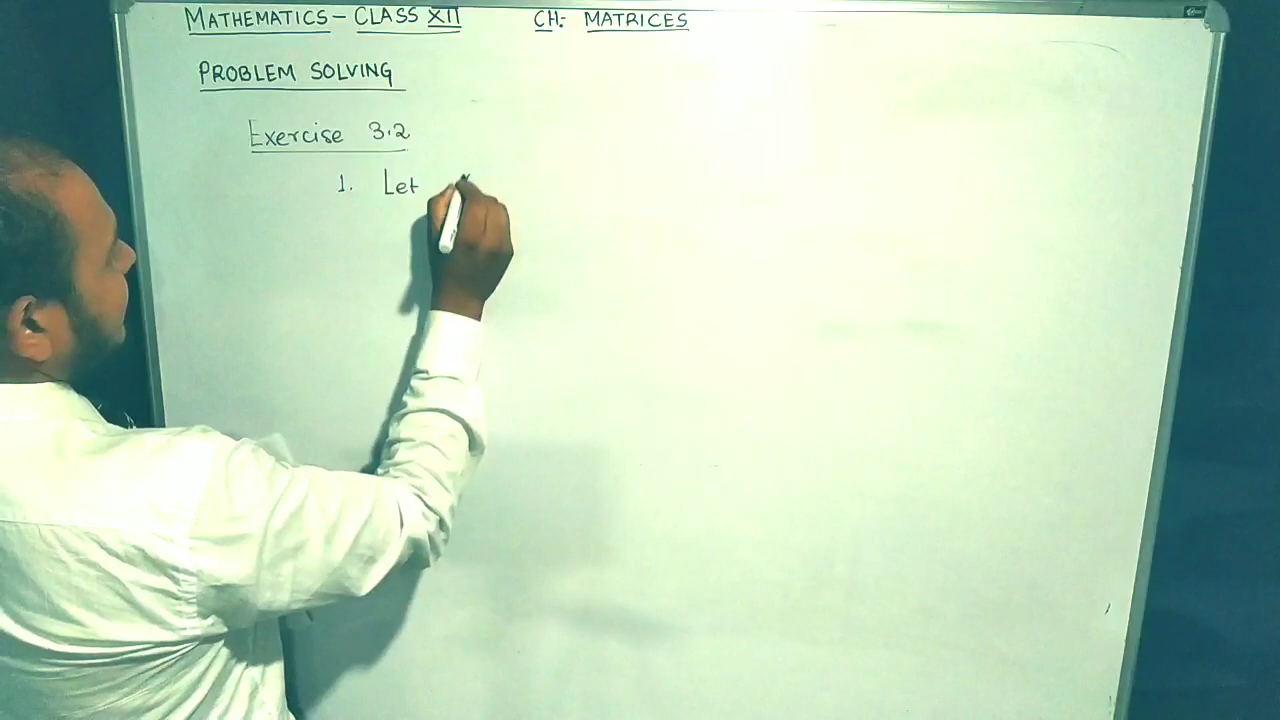 MATHEMATICS - CLASS XII CH: MATRICES
PROBLEM SOLVING
Exercise 3.2
1. Let